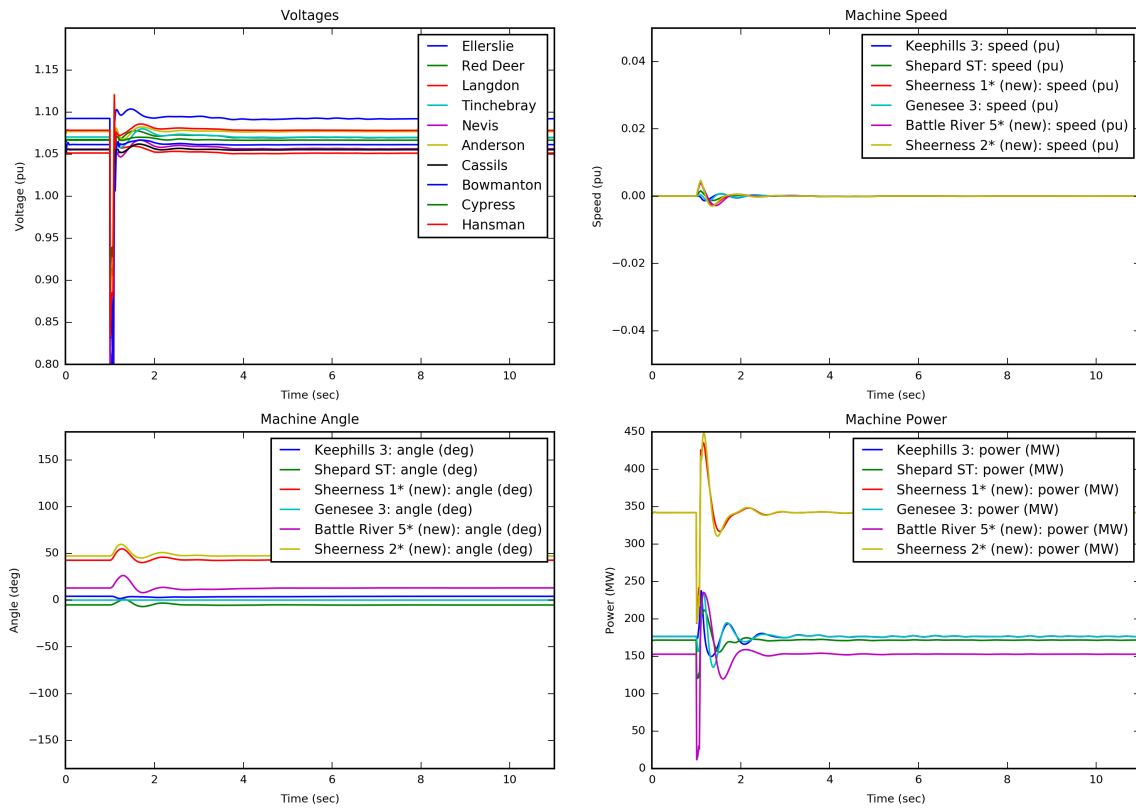 Voltages
1.15
1.10
1.05
1.00
0.95
0.90
0.85
0.80
Voltage (pu)
0
2
4
6
8
10
Time (sec)
Ellerslie
Red Deer
Langdon
Tinchebray
Nevis
Anderson
Cassils
Bowmanton
Cypress
Hansman
Machine Speed
0.04
0.02
0.00
−0.02
−0.04
Speed (pu)
0
2
4
6
8
10
Time (sec)
Keephills 3: speed (pu)
Shepard ST: speed (pu)
Sheerness 1* (new): speed (pu)
Genesee 3: speed (pu)
Battle River 5* (new): speed (pu)
Sheerness 2* (new): speed (pu)
Machine Angle
150
100
50
0
−50
−100
−150
Angle (deg)
0
2
4
6
8
10
Time (sec)
Keephills 3: angle (deg)
Shepard ST: angle (deg)
Sheerness 1* (new): angle (deg)
Genesee 3: angle (deg)
Battle River 5* (new): angle (deg)
Sheerness 2* (new): angle (deg)
Machine Power
450
400
350
300
250
200
150
100
50
0
Power (MW)
0
2
4
6
8
10
Time (sec)
Keephills 3: power (MW)
Shepard ST: power (MW)
Sheerness 1* (new): power (MW)
Genesee 3: power (MW)
Battle River 5* (new): power (MW)
Sheerness 2* (new): power (MW)